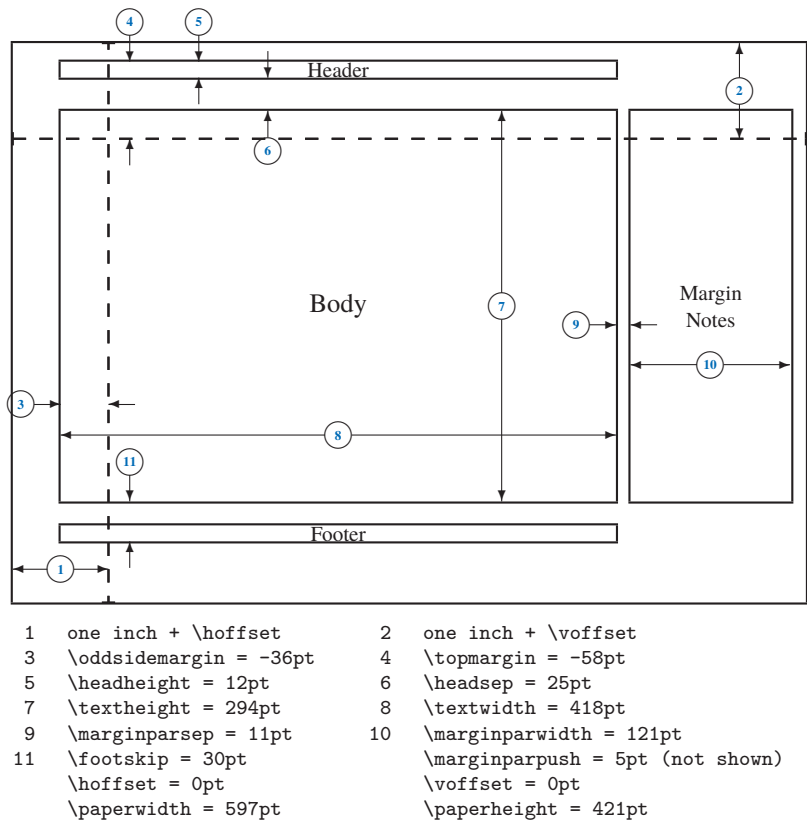 4 5
Header
2
6
Body
7
Margin
Notes
9
10
3
8
11
Footer
1
1 one inch + \hoffset 2 one inch + \voffset
3 \oddsidemargin = -36pt 4 \topmargin = -58pt
5 \headheight = 12pt 6 \headsep = 25pt
7 \textheight = 294pt 8 \textwidth = 418pt
9 \marginparsep = 11pt 10 \marginparwidth = 121pt
11 \footskip = 30pt \marginparpush = 5pt (not shown)
\hoffset = 0pt \voffset = 0pt
\paperwidth = 597pt \paperheight = 421pt